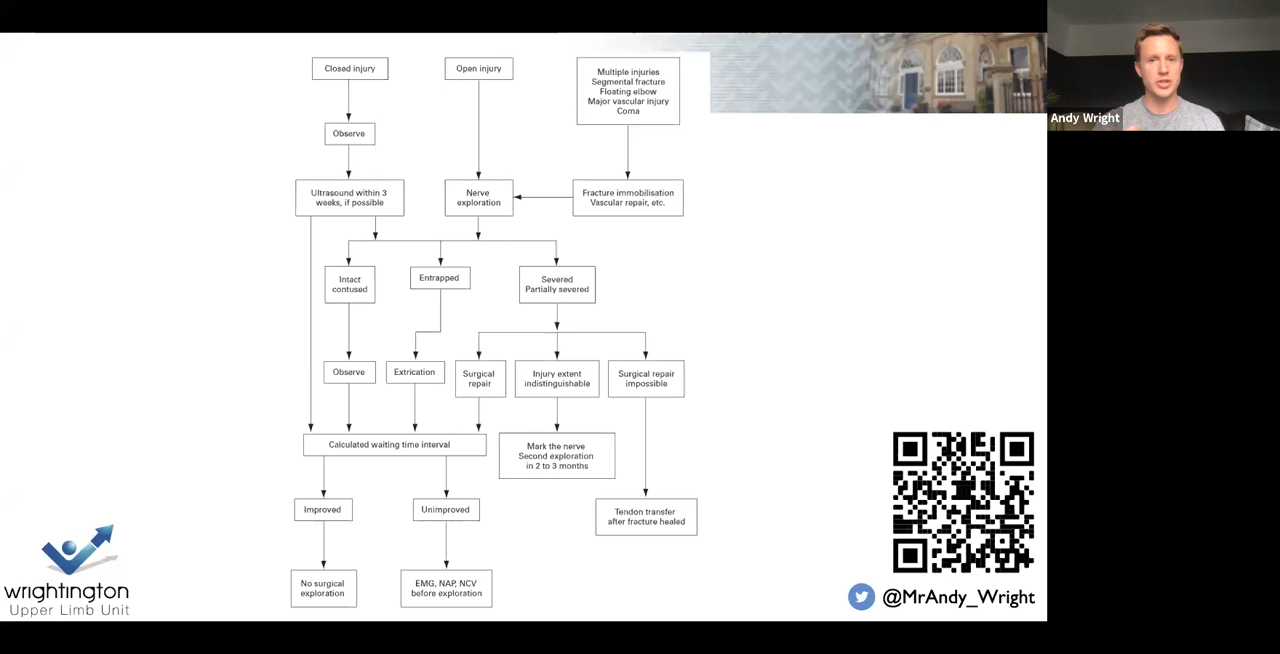 Closed injury
Open injury
Multiple injuries
Segmental fracture
Floating elbow
Major vascular injury
Coma
Andy Wright
Observe
Ultrasound within 3
weeks, if possible
Nerve
exploration
Fracture immobilisation
Vascular repair, etc.
Intact
contused
Entrapped
Severed
Partially severed
Observe
Extrication
Surgical
repair
Injury extent
indistinguishable
Surgical repair
impossible
Calculated waiting time interval
Mark the nerve
Second exploration
in 2 to 3 months
Improved
Unimproved
Tendon transfer
after fracture healed
No surgical
exploration
EMG, NAP, NCV
before exploration
wrightington
Upper Limb Unit
@MrAndy_Wright